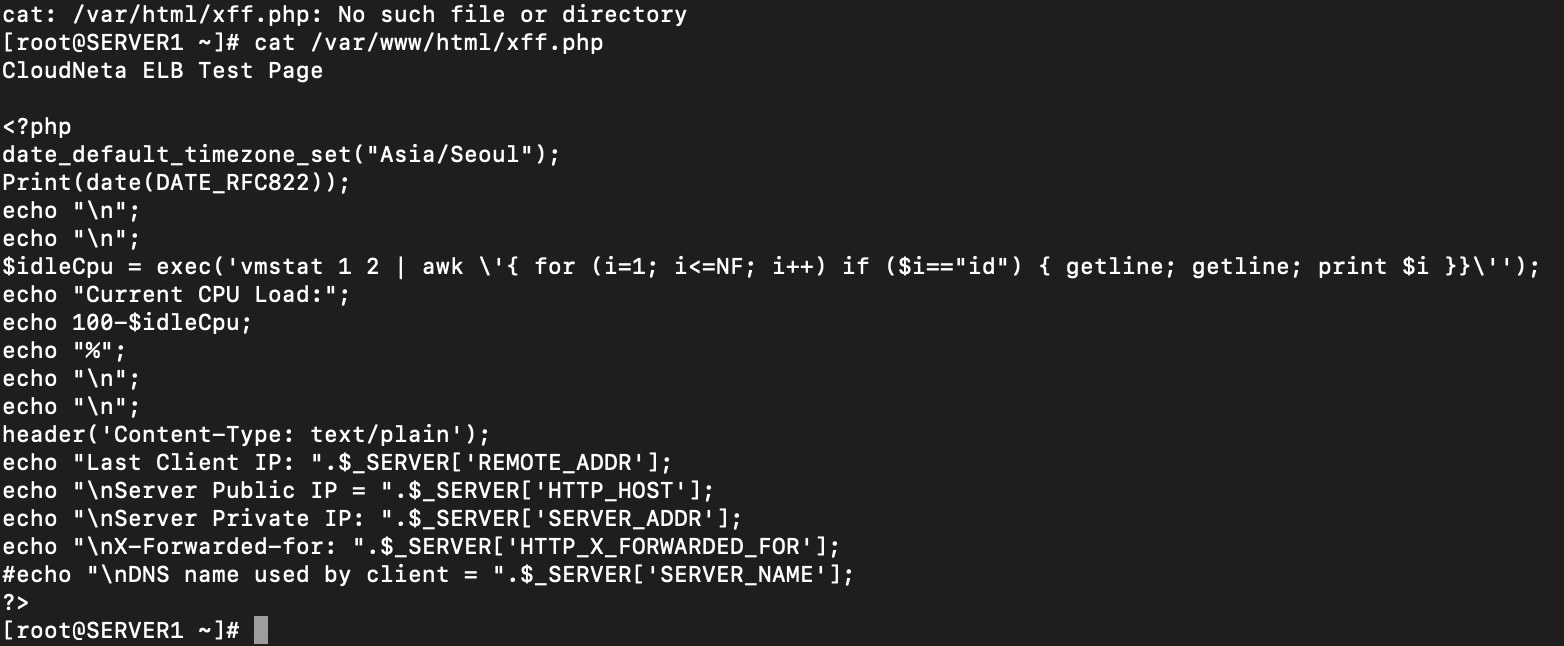 cat: /var/html/xff.php: No such file or directory
[root@SERVER1 ~]# cat /var/www/html/xff.php
CloudNeta ELB Test Page

<?php
date_default_timezone_set("Asia/Seoul");
Print(date(DATE_RFC822));
echo "\n";
echo "\n";
$idleCpu = exec('vmstat 1 2 | awk \'{ for (i=1; i<=NF; i++) if ($i=="id") { getline; getline; print $i }}\'');
echo "Current CPU Load:";
echo 100-$idleCpu;
echo "%";
echo "\n";
echo "\n";
header('Content-Type: text/plain');
echo "Last Client IP: ".$_SERVER['REMOTE_ADDR'];
echo "\nServer Public IP = ".$_SERVER['HTTP_HOST'];
echo "\nServer Private IP: ".$_SERVER['SERVER_ADDR'];
echo "\nX-Forwarded-for: ".$_SERVER['HTTP_X_FORWARDED_FOR'];
#echo "\nDNS name used by client = ".$_SERVER['SERVER_NAME'];
?>
[root@SERVER1 ~]#